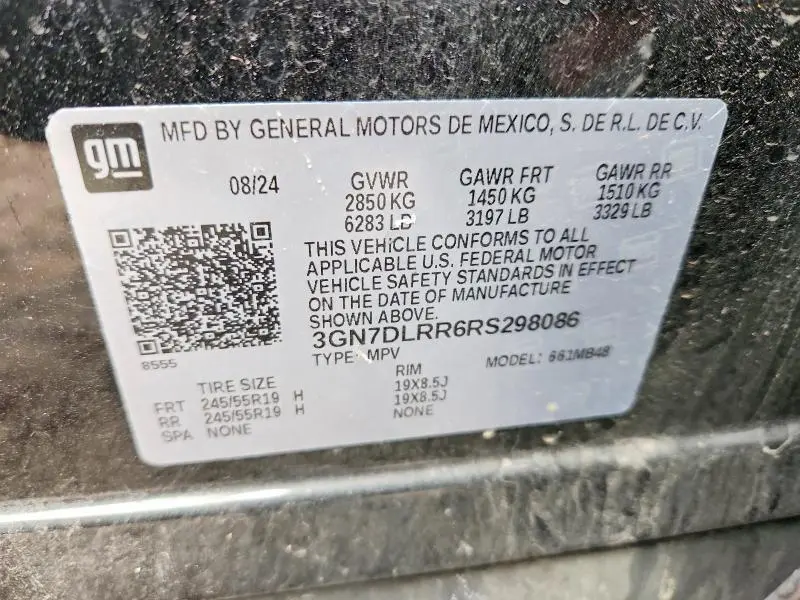 gm
MFD BY GENERAL MOTORS DE MEXICO, S. DE R.L. DE C.V.
08/24 GVWR GAWR FRT GAWR RR
2850 KG 1450 KG 1510 KG
6283 LB 3197 LB 3329 LB
THIS VEHICLE CONFORMS TO ALL
APPLICABLE U.S. FEDERAL MOTOR
VEHICLE SAFETY STANDARDS IN EFFECT
ON THE DATE OF MANUFACTURE
SHOWN ABOVE.
3GN7DLRR6RS298086
8555
TYPE: MPV MODEL: 661MB48
TIRE SIZE RIM
FRT 245/55R19 H 19X8.5J
RR 245/55R19 H 19X8.5J
SPA NONE NONE